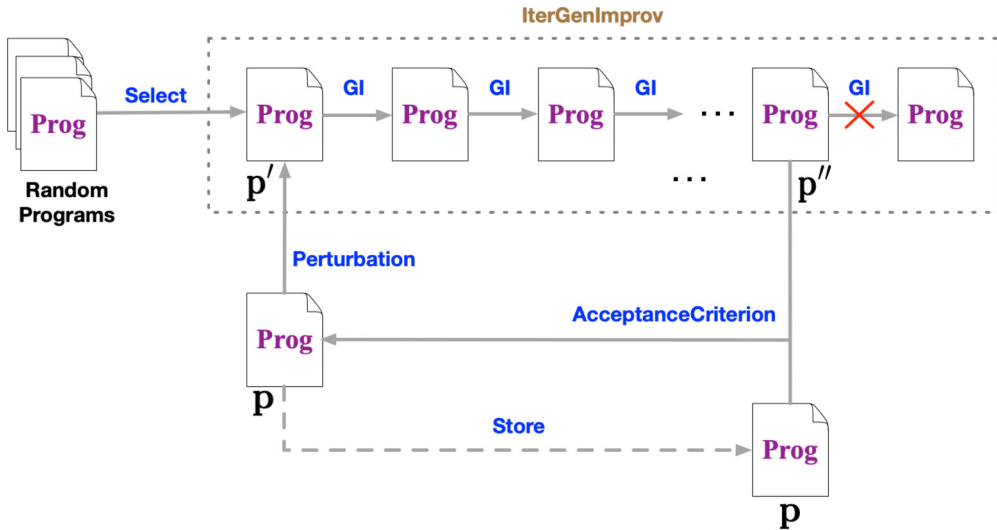 IterGenImprov
Prog
Random
Programs
Select
Prog
p′
GI
Prog
GI
Prog
GI
...
...
Prog
p″
GI
Prog
Perturbation
AcceptanceCriterion
Prog
p
Store
Prog
p